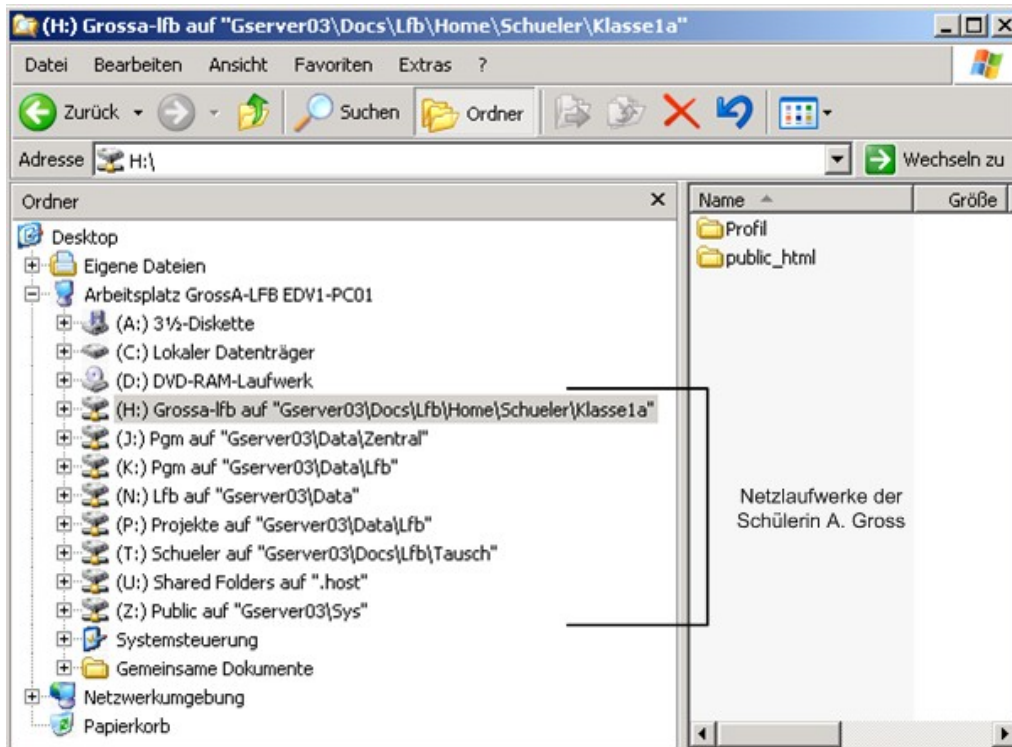 (H:) Grossa-lfb auf "Gserver03\Docs\Lfb\Home\Schueler\Klasse1a"
Datei Bearbeiten Ansicht Favoriten Extras ?
Zurück Suchen Ordner
Adresse H:\ Wechseln zu
Ordner
Name Größe
Desktop
Eigene Dateien
Arbeitsplatz GrossA-LFB EDV1-PC01
(A:) 3½-Diskette
(C:) Lokaler Datenträger
(D:) DVD-RAM-Laufwerk
(H:) Grossa-lfb auf "Gserver03\Docs\Lfb\Home\Schueler\Klasse1a"
(J:) Pgm auf "Gserver03\Data\Zentral"
(K:) Pgm auf "Gserver03\Data\Lfb"
(N:) Lfb auf "Gserver03\Data"
(P:) Projekte auf "Gserver03\Data\Lfb"
(T:) Schueler auf "Gserver03\Docs\Lfb\Tausch"
(U:) Shared Folders auf ".host"
(Z:) Public auf "Gserver03\Sys"
Systemsteuerung
Gemeinsame Dokumente
Netzwerkumgebung
Papierkorb
Profil
public_html
Netzlaufwerke der
Schülerin A. Gross